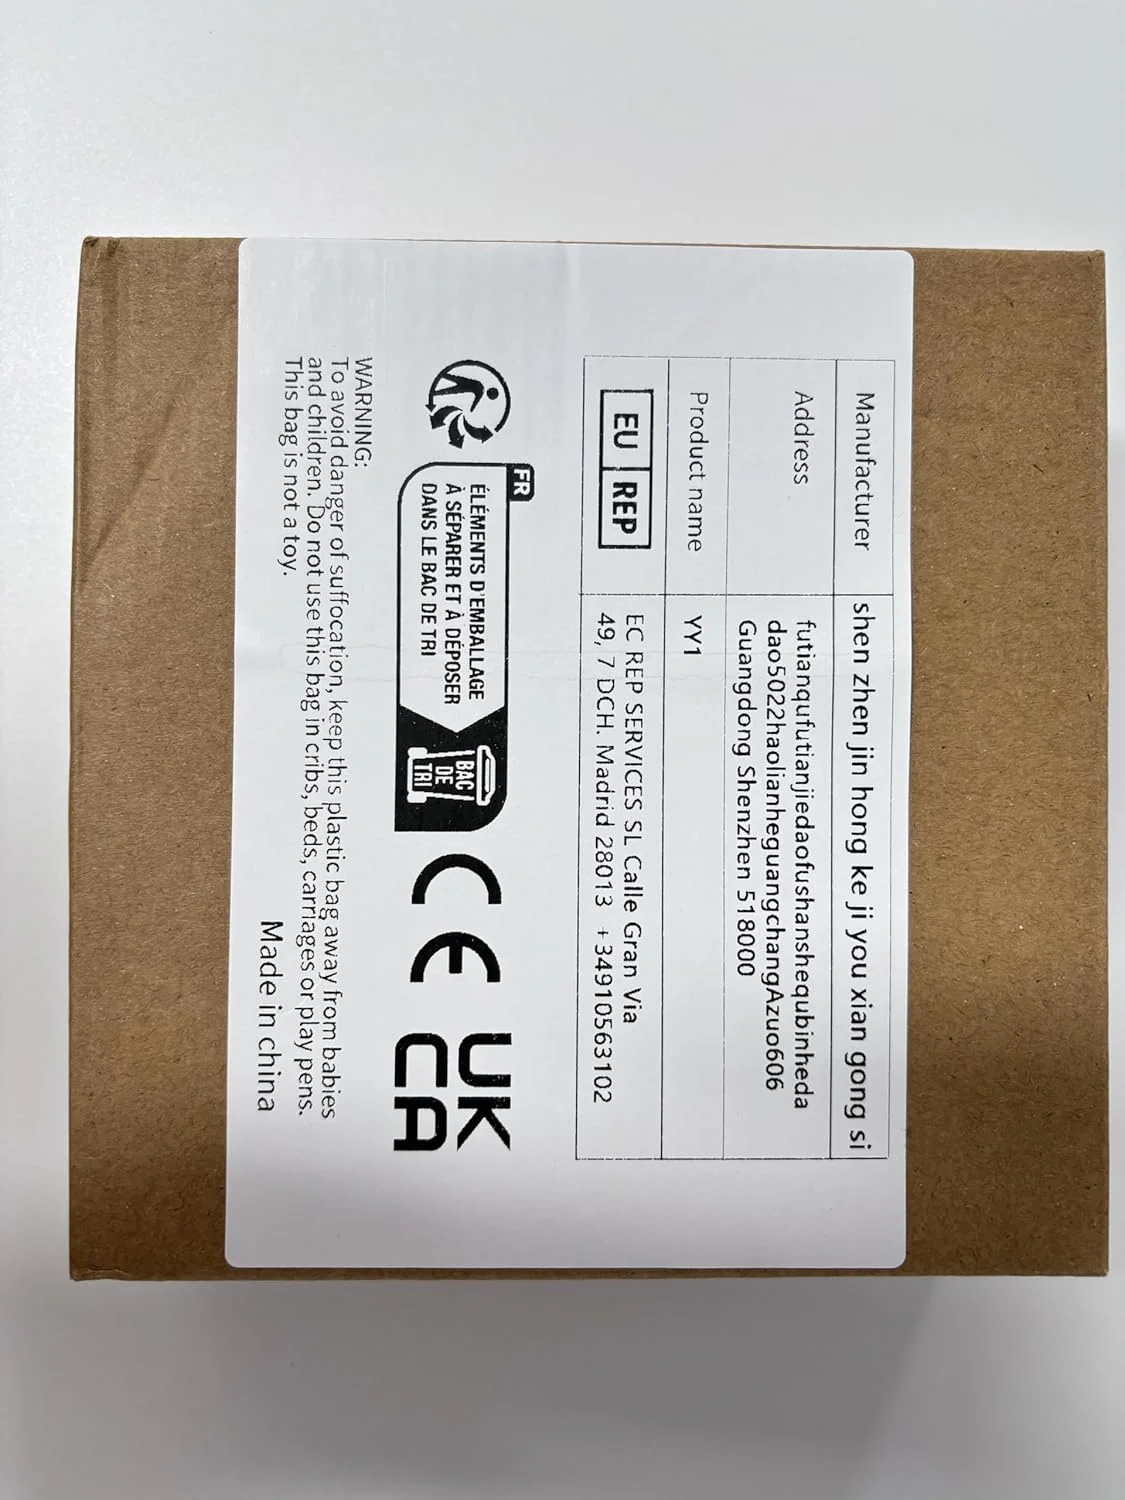 Manufacturer shen zhen jin hong ke ji you xian gong si
Address futianqufutianjiedaofushanshequbinheda
dao5022haolianheguangchangAzuo606
Guangdong Shenzhen 518000
Product name YY1
EU REP EC REP SERVICES SL Calle Gran Via
49, 7 DCH. Madrid 28013 +34910563102
FR
ÉLÉMENTS D'EMBALLAGE
À SÉPARER ET À DÉPOSER
DANS LE BAC DE TRI
BAC
DE
TRI
CE
UK
CA
WARNING:
To avoid danger of suffocation, keep this plastic bag away from babies
and children. Do not use this bag in cribs, beds, carriages or play pens.
This bag is not a toy.
Made in china